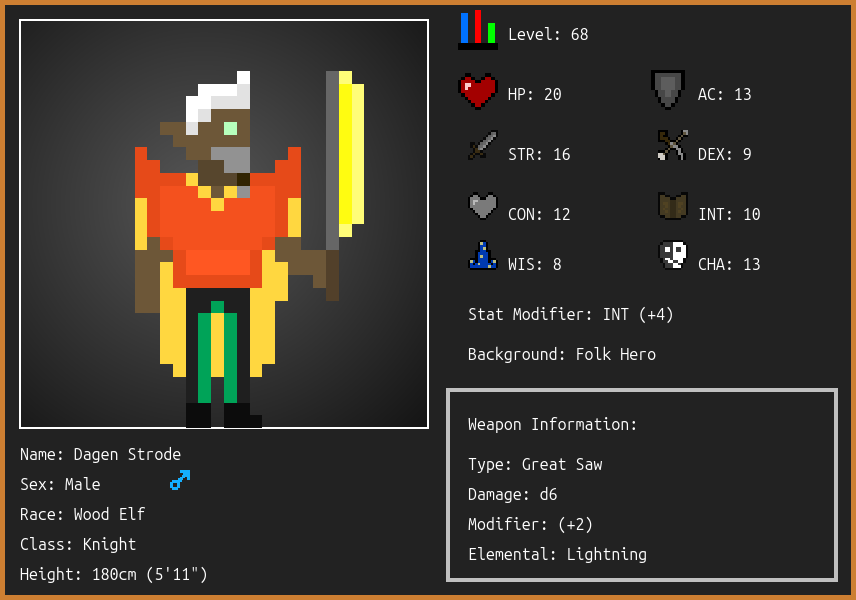 Level: 68
HP: 20
AC: 13
STR: 16
DEX: 9
CON: 12
INT: 10
WIS: 8
CHA: 13
Stat Modifier: INT (+4)
Background: Folk Hero
Weapon Information:
Type: Great Saw
Damage: d6
Modifier: (+2)
Elemental: Lightning
Name: Dagen Strode
Sex: Male
Race: Wood Elf
Class: Knight
Height: 180cm (5'11")